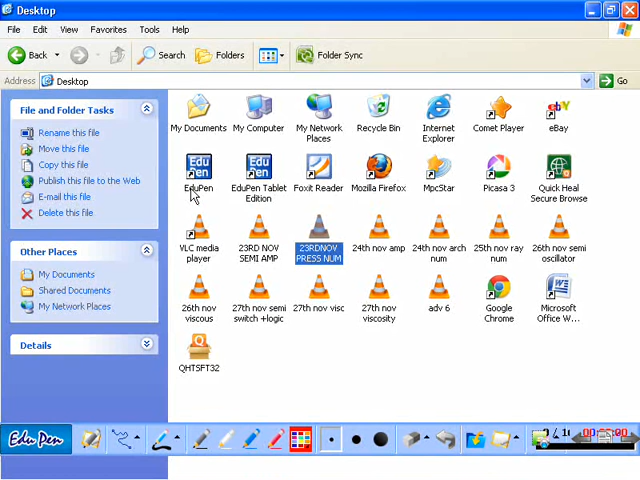 Desktop
File Edit View Favorites Tools Help
Back Search Folders Folder Sync
Address Desktop Go
File and Folder Tasks
Rename this file
Move this file
Copy this file
Publish this file to the Web
E-mail this file
Delete this file
Other Places
My Documents
Shared Documents
My Network Places
Details
My Documents
My Computer
My Network
Places
Recycle Bin
Internet
Explorer
Comet Player
ebay
eBay
Edu
Pen
EduPen
Edu
Pen
EduPen Tablet
Edition
Foxit Reader
Mozilla Firefox
MpcStar
Picasa 3
Quick Heal
Secure Browse
VLC media
player
23RD NOV
SEMI AMP
23RDNOV
PRESS NUM
24th nov amp
24th nov arch
num
25th nov ray
num
26th nov semi
oscillator
26th nov
viscous
27th nov semi
switch +logic
27th nov visc
27th nov
viscosity
adv 6
Google
Chrome
Microsoft
Office W...
QHTSFT32
Edu Pen